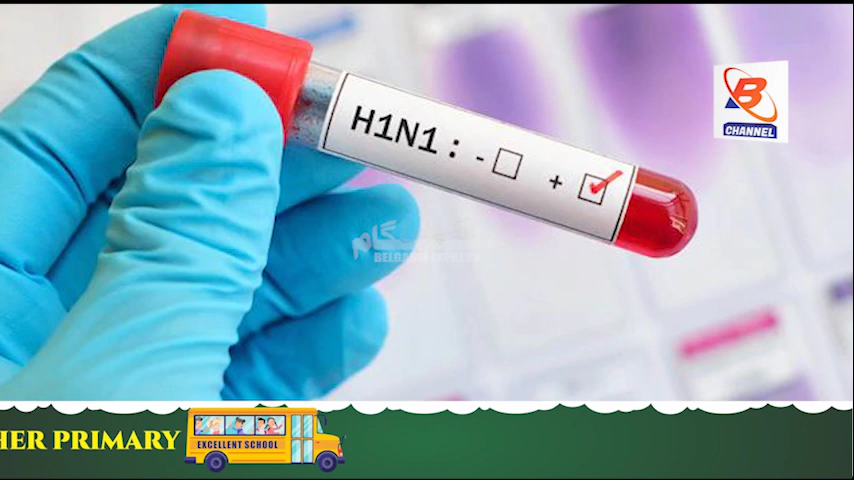 H1N1 : - +
B
CHANNEL
HER PRIMARY
EXCELLENT SCHOOL